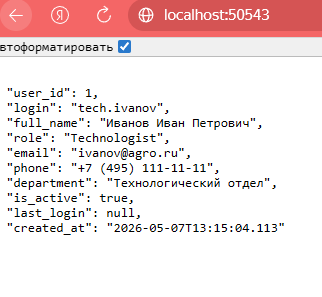 localhost:50543
втоформатировать
"user_id": 1,
"login": "tech.ivanov",
"full_name": "Иванов Иван Петрович",
"role": "Technologist",
"email": "ivanov@agro.ru",
"phone": "+7 (495) 111-11-11",
"department": "Технологический отдел",
"is_active": true,
"last_login": null,
"created_at": "2026-05-07T13:15:04.113"